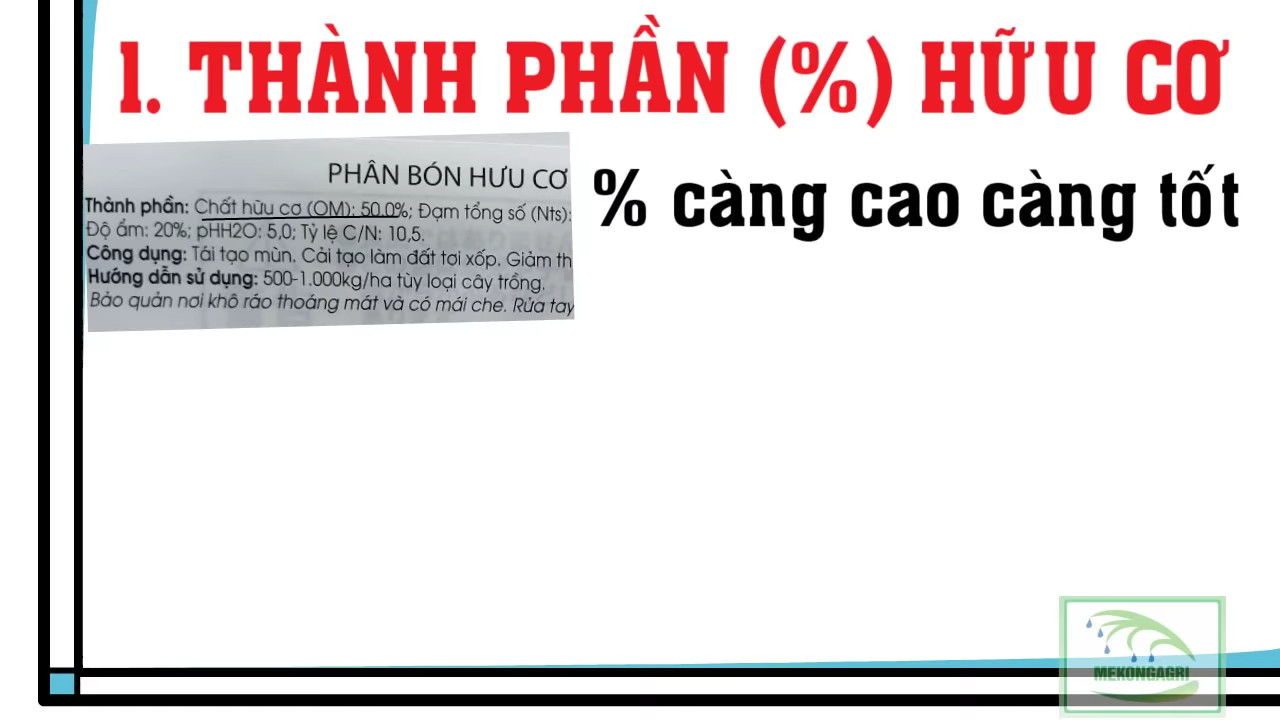 1. THÀNH PHẦN (%) HỮU CƠ
PHÂN BÓN HƯU CƠ
% càng cao càng tốt
Thành phần: Chất hữu cơ (OM): 50.0%; Đạm tổng số (Nts):
Độ ẩm: 20%; pHH2O: 5,0; Tỷ lệ C/N: 10,5.
Công dụng: Tái tạo mùn. Cải tạo làm đất tơi xốp. Giảm th
Hướng dẫn sử dụng: 500-1.000kg/ha tùy loại cây trồng.
Bảo quản nơi khô ráo thoáng mát và có mái che. Rửa tay
MEKONGAGRI